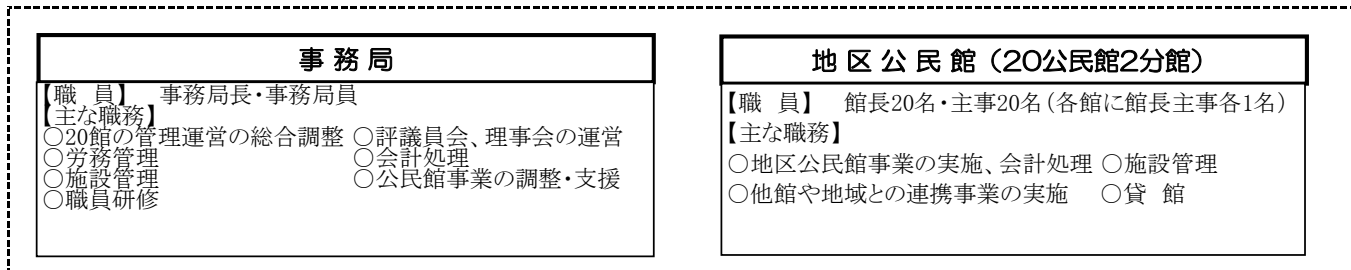 事 務 局
【職　員】　事務局長・事務局員
【主な職務】
○20館の管理運営の総合調整 ○評議員会、理事会の運営
○労務管理 ○会計処理
○施設管理 ○公民館事業の調整・支援
○職員研修
地 区 公 民 館 （20公民館2分館）
【職　員】　館長20名・主事20名（各館に館長主事各1名）
【主な職務】
○地区公民館事業の実施、会計処理 ○施設管理
○他館や地域との連携事業の実施　○貸　館